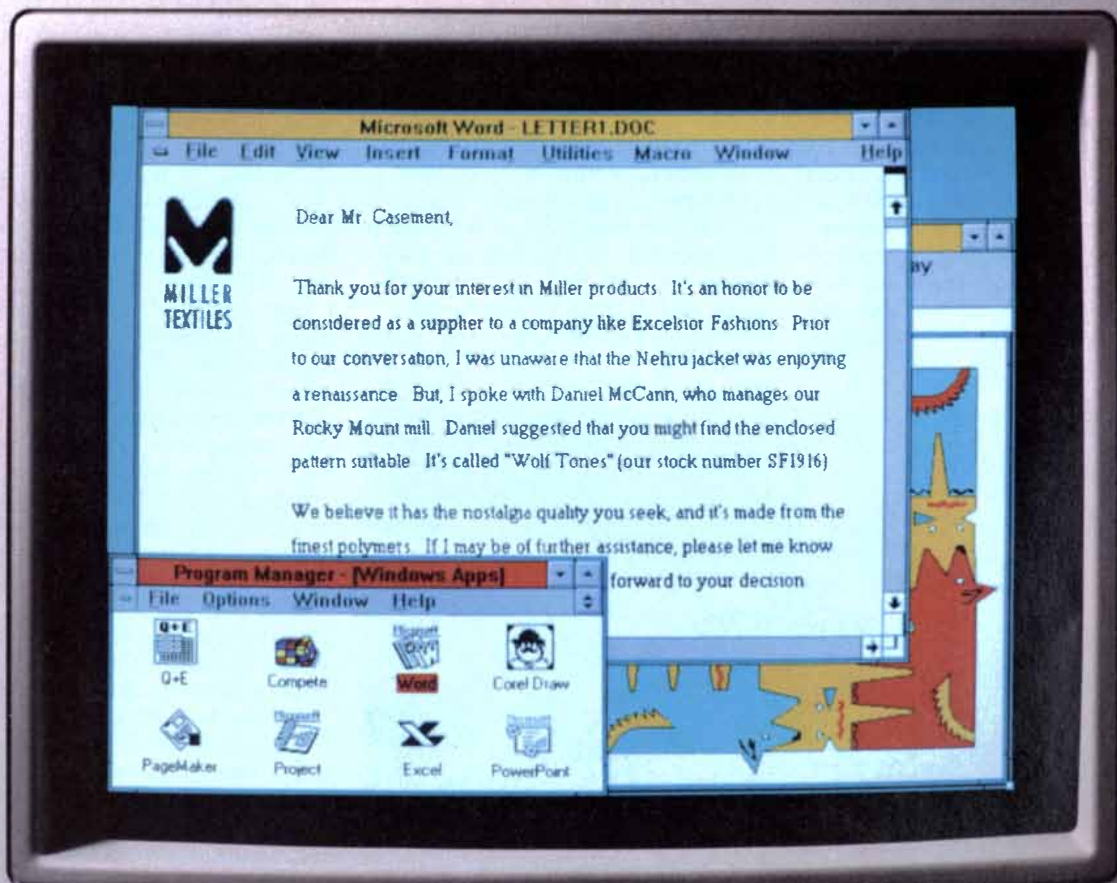 Microsoft Word - LETTER1.DOC
File Edit View Insert Format Utilities Macro Window Help
MILLER
TEXTILES
Dear Mr. Casement,
Thank you for your interest in Miller products. It's an honor to be
considered as a supplier to a company like Excelsior Fashions. Prior
to our conversation, I was unaware that the Nehru jacket was enjoying
a renaissance. But, I spoke with Daniel McCann, who manages our
Rocky Mount mill. Daniel suggested that you might find the enclosed
pattern suitable. It's called "Wolf Tones" (our stock number SF1916)
We believe it has the nostalgia quality you seek, and it's made from the
finest polymers. If I may be of further assistance, please let me know
forward to your decision
Program Manager - [Windows Apps]
File Options Window Help
Q+E
Q+E
Compete
Microsoft
Word
Corel Draw
PageMaker
Microsoft
Project
Excel
Microsoft
PowerPoint